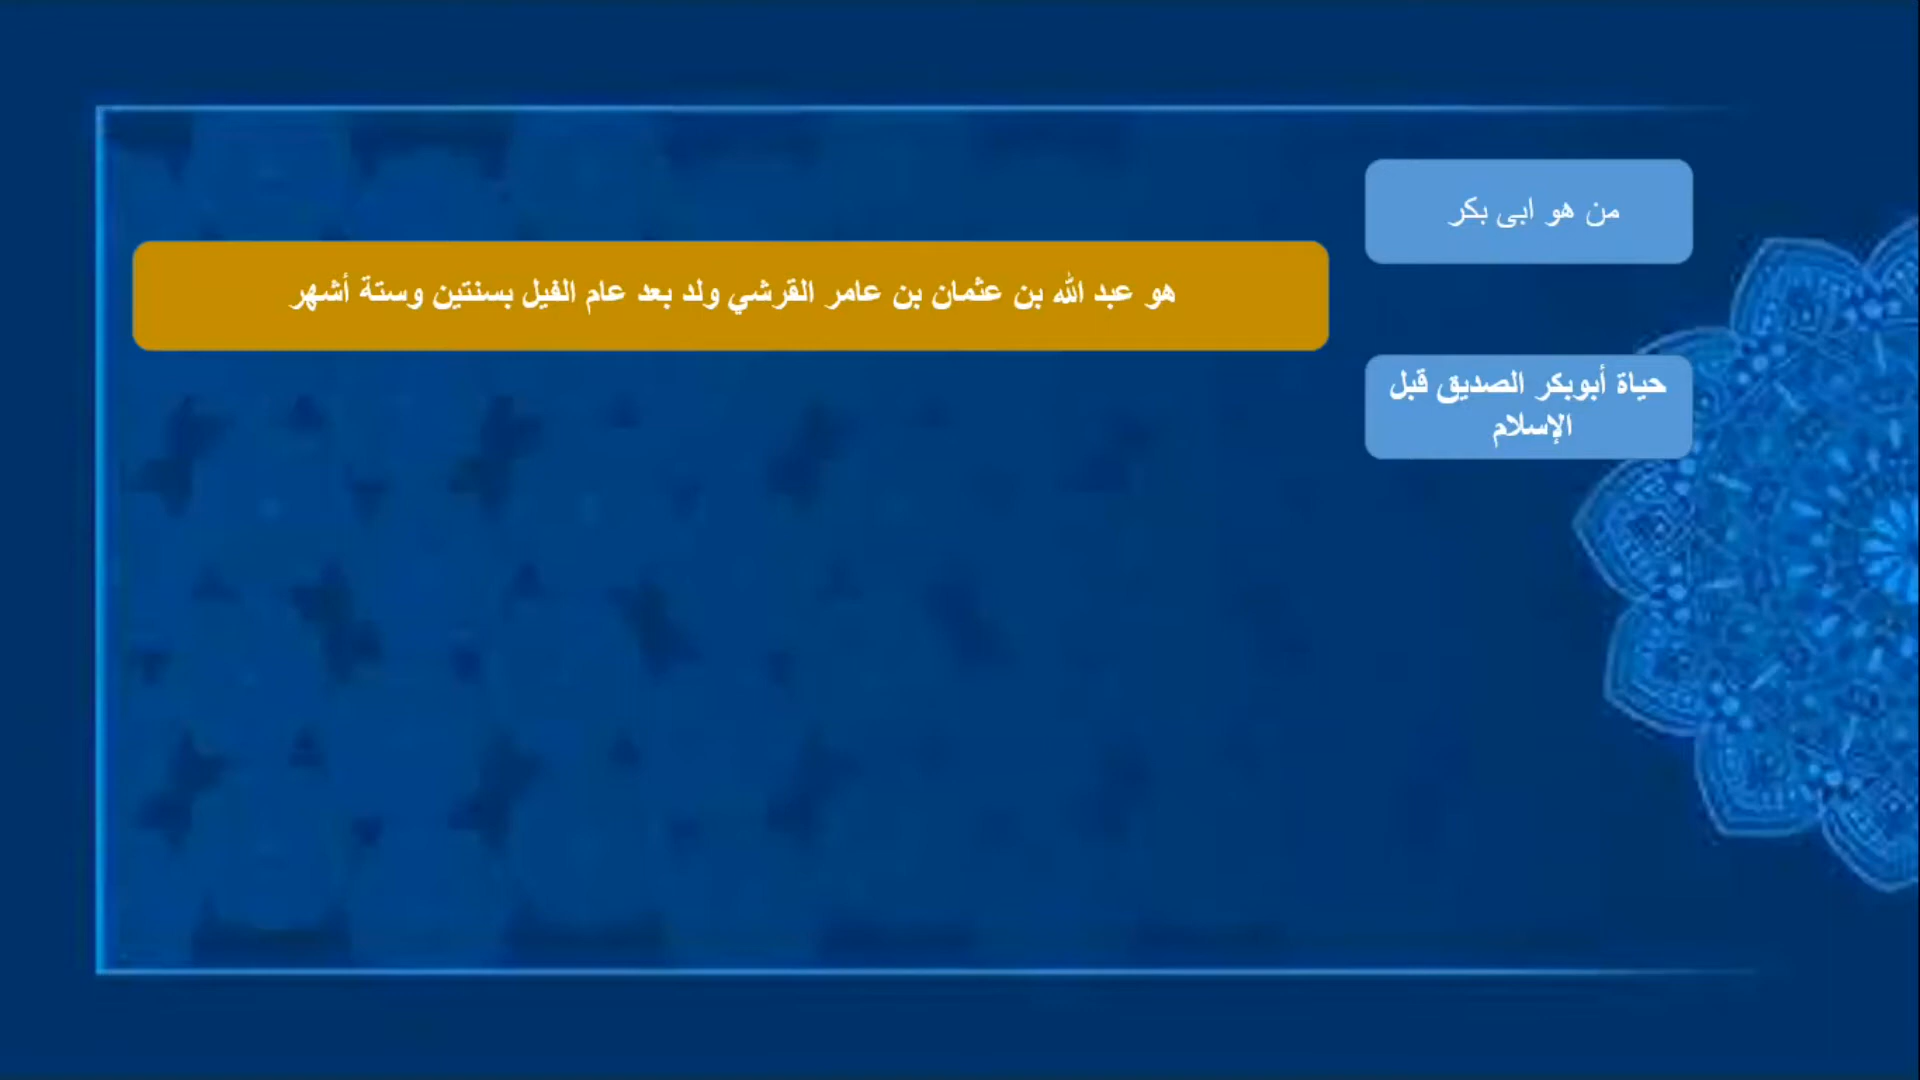 من هو ابى بكر
هو عبد الله بن عثمان بن عامر القرشي ولد بعد عام الفيل بسنتين وستة أشهر
حياة أبوبكر الصديق قبل
الإسلام